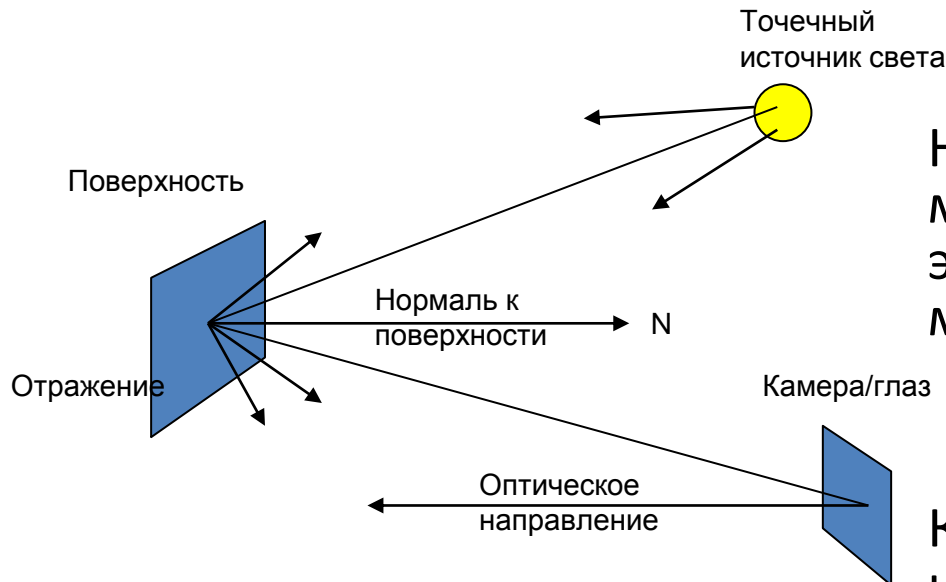 Точечный
источник света
Поверхность
Нормаль к
поверхности
N
Отражение
Камера/глаз
Оптическое
направление